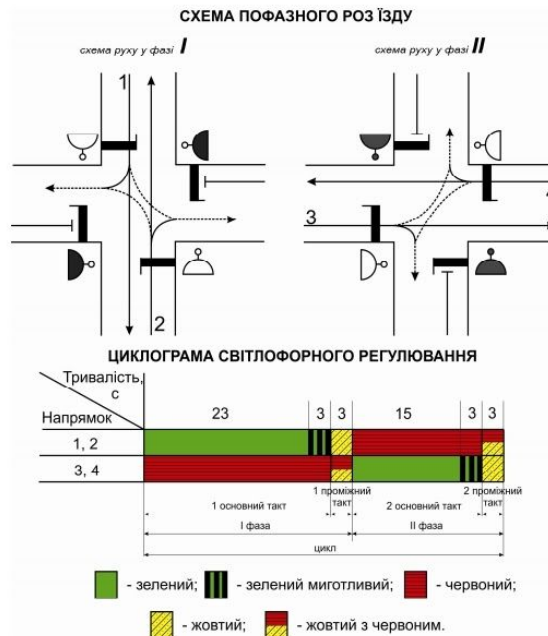 СХЕМА ПОФАЗНОГО РОЗ ЇЗДУ
схема руху у фазі I
схема руху у фазі II
1
2
3
4
ЦИКЛОГРАМА СВІТЛОФОРНОГО РЕГУЛЮВАННЯ
Тривалість, с
Напрямок
23 3 3 15 3 3
1, 2
3, 4
1 основний такт
1 проміжний такт
2 основний такт
2 проміжний такт
I фаза
II фаза
цикл
- зелений; - зелений миготливий; - червоний;
- жовтий; - жовтий з червоним.